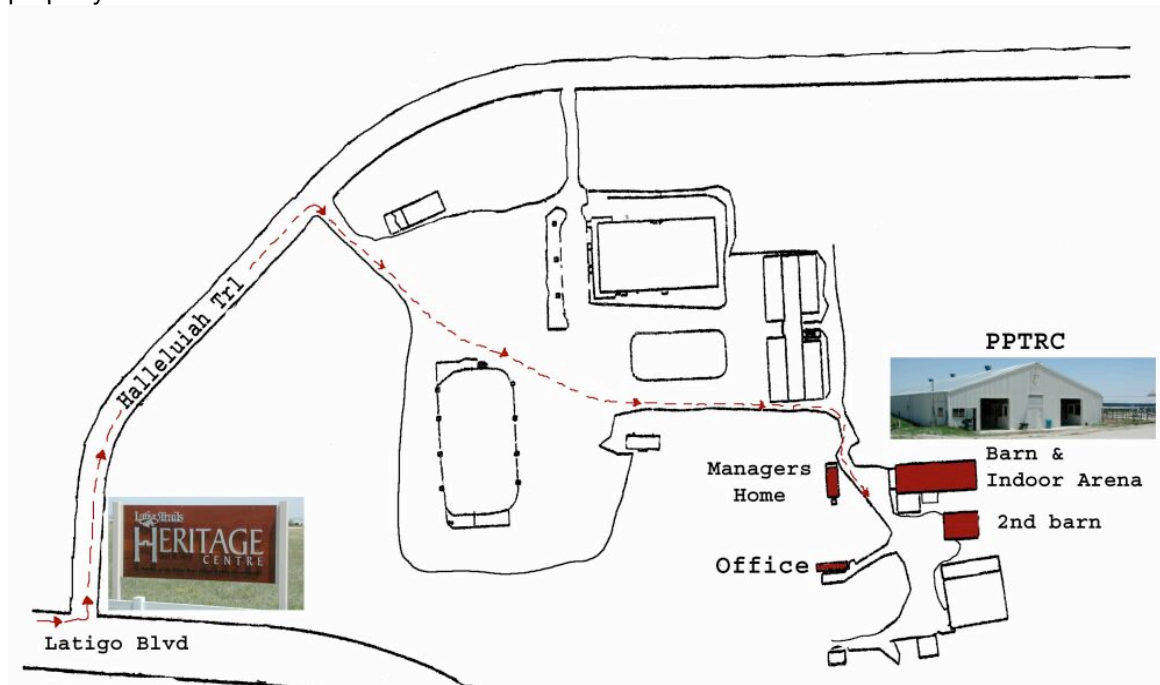 Halleluiah Trl
PPTRC
Barn &
Indoor Arena
Managers
Home
2nd barn
Office
HERITAGE
CENTRE
Latigo Blvd